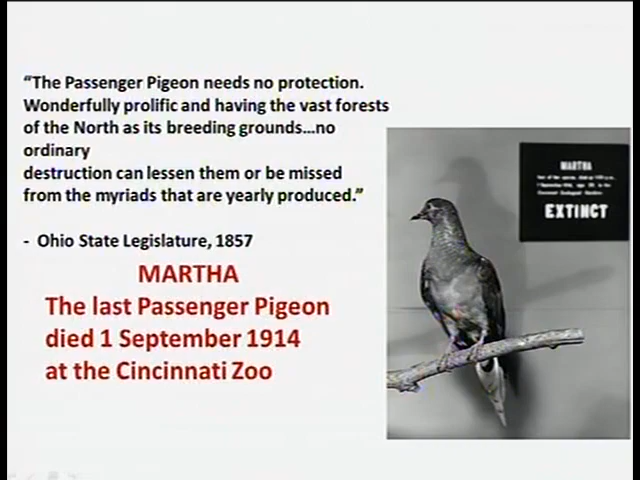 “The Passenger Pigeon needs no protection.
Wonderfully prolific and having the vast forests
of the North as its breeding grounds…no
ordinary
destruction can lessen them or be missed
from the myriads that are yearly produced.”
- Ohio State Legislature, 1857
MARTHA
The last Passenger Pigeon
died 1 September 1914
at the Cincinnati Zoo
MARTHA
EXTINCT